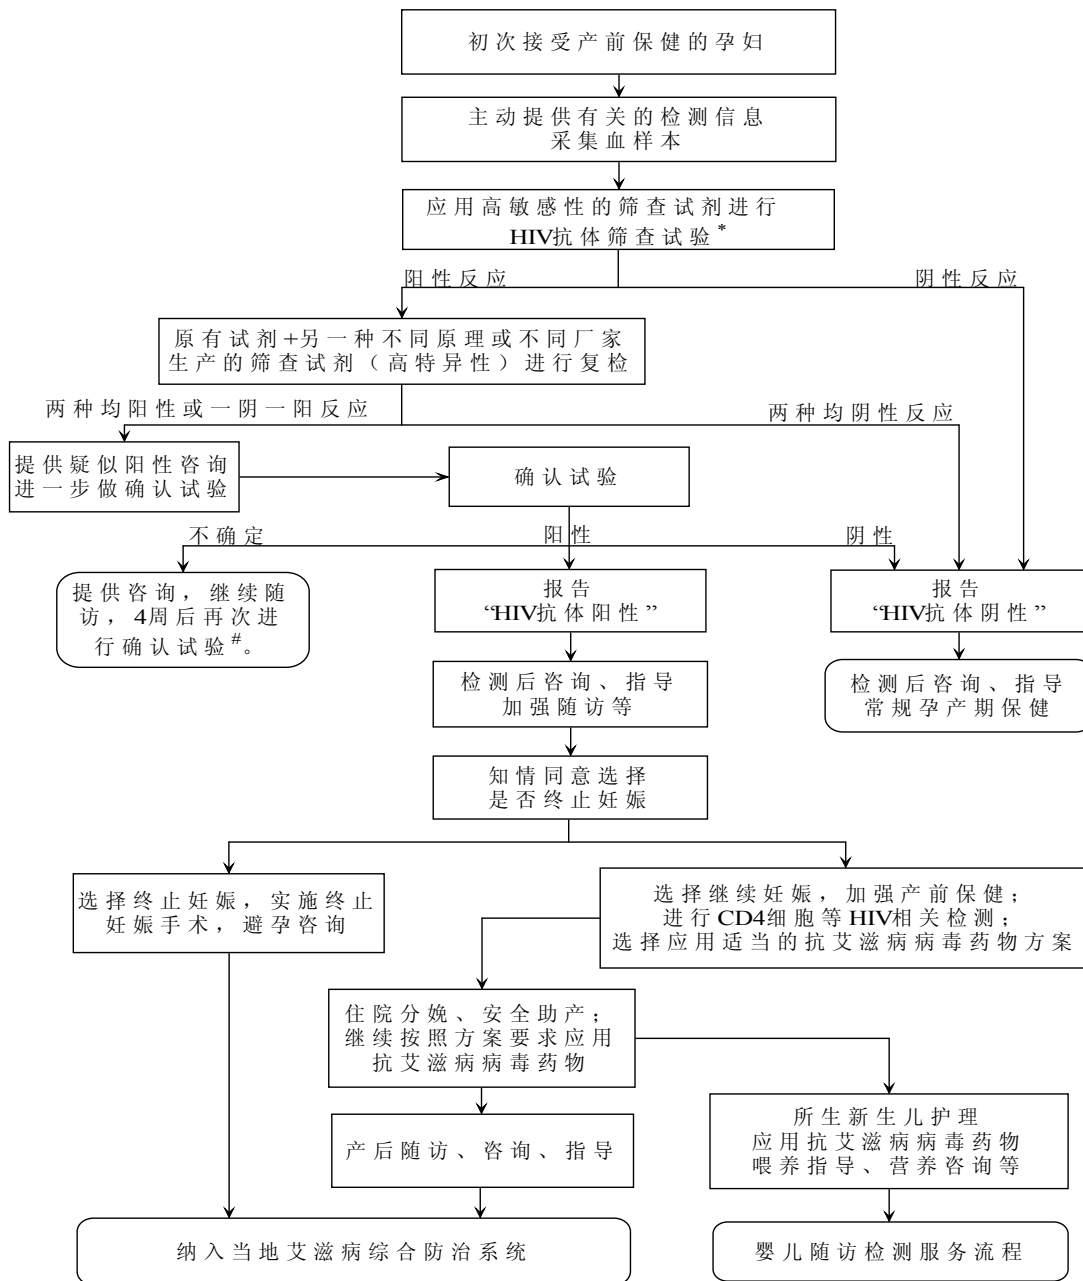 初次接受产前保健的孕妇
主动提供有关的检测信息
采集血样本
应用高敏感性的筛查试剂进行
HIV抗体筛查试验*
阳性反应
阴性反应
原有试剂+另一种不同原理或不同厂家
生产的筛查试剂（高特异性）进行复检
两种均阳性或一阴一阳反应
两种均阴性反应
提供疑似阳性咨询
进一步做确认试验
确认试验
不确定
阳性
阴性
提供咨询，继续随
访，4周后再次进
行确认试验#。
报告
“HIV抗体阳性”
报告
“HIV抗体阴性”
检测后咨询、指导
加强随访等
检测后咨询、指导
常规孕产期保健
知情同意选择
是否终止妊娠
选择终止妊娠，实施终止
妊娠手术，避孕咨询
选择继续妊娠，加强产前保健；
进行CD4细胞等HIV相关检测；
选择应用适当的抗艾滋病病毒药物方案
住院分娩、安全助产；
继续按照方案要求应用
抗艾滋病病毒药物
所生新生儿护理
应用抗艾滋病病毒药物
喂养指导、营养咨询等
产后随访、咨询、指导
纳入当地艾滋病综合防治系统
婴儿随访检测服务流程